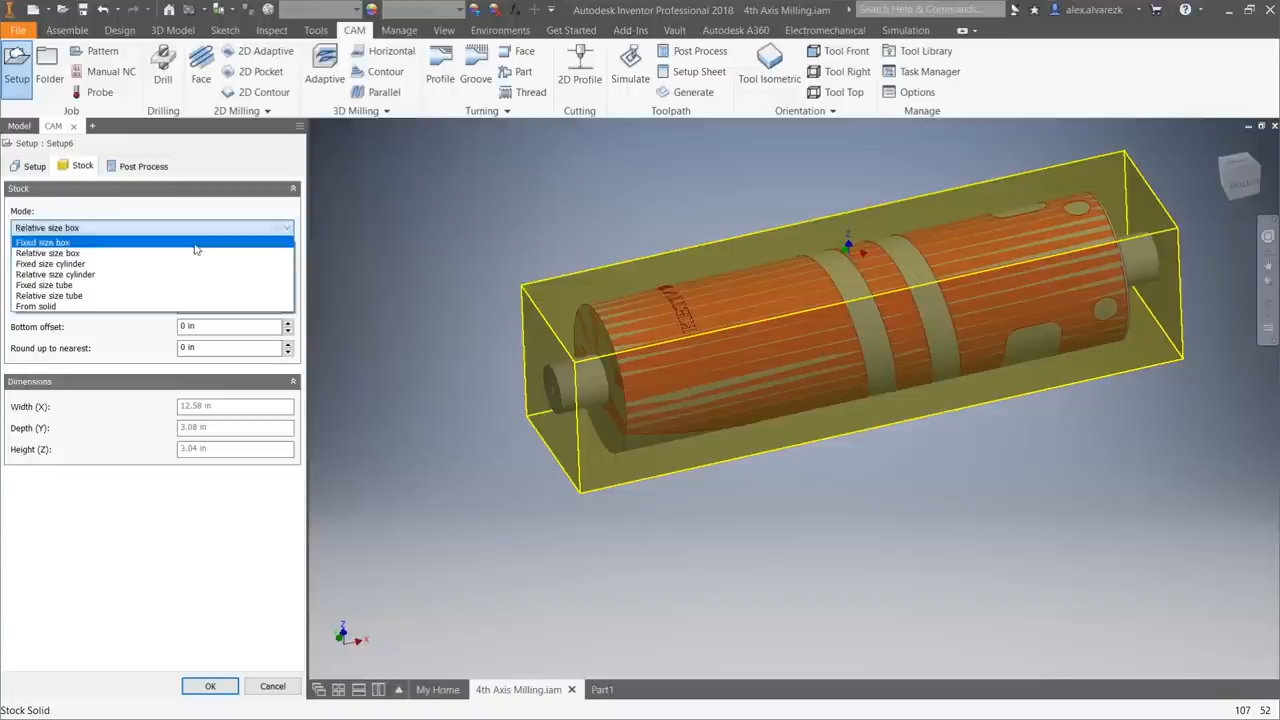 Autodesk Inventor Professional 2018 4th Axis Milling.iam
Search Help & Commands...
alex.alvarezk
File Assemble Design 3D Model Sketch Inspect Tools CAM Manage View Environments Get Started Add-Ins Vault Autodesk A360 Electromechanical Simulation
Setup Folder Pattern Manual NC Probe
Job
Drill
Drilling
Face 2D Adaptive 2D Pocket 2D Contour
2D Milling
Adaptive Horizontal Contour Parallel
3D Milling
Profile Groove Face Part Thread
Turning
2D Profile
Cutting
Simulate Post Process Setup Sheet Generate
Toolpath
Tool Isometric Tool Front Tool Right Tool Top
Orientation
Tool Library Task Manager Options
Manage
Model CAM +
Setup : Setup6
Setup Stock Post Process
Stock
Mode:
Relative size box
Fixed size box
Relative size box
Fixed size cylinder
Relative size cylinder
Fixed size tube
Relative size tube
From solid
Bottom offset: 0 in
Round up to nearest: 0 in
Dimensions
Width (X): 12.58 in
Depth (Y): 3.08 in
Height (Z): 3.04 in
OK Cancel
Z
Z
X
My Home 4th Axis Milling.iam Part1
Stock Solid
107 52